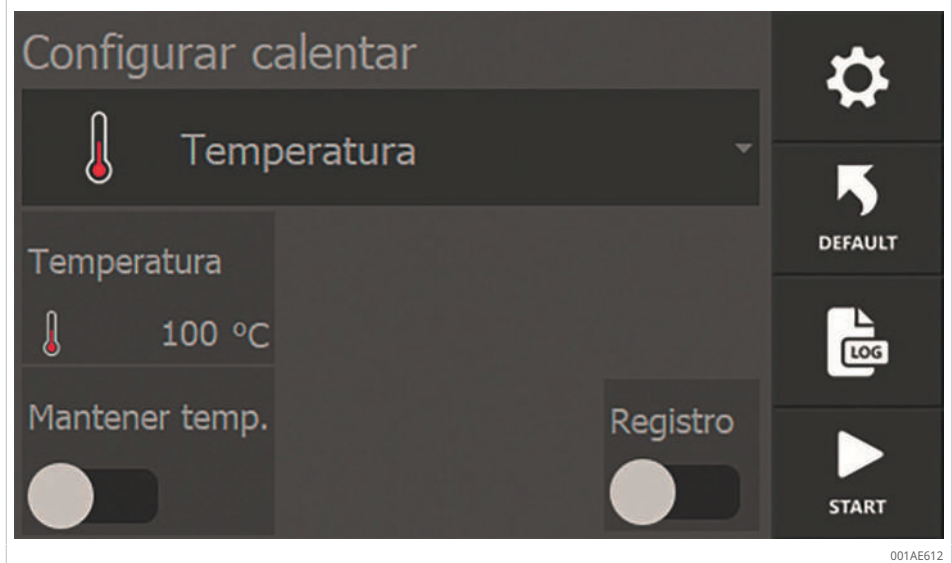 Configurar calentar
Temperatura
DEFAULT
Temperatura
100 °C
LOG
Mantener temp.
Registro
START
001AE612